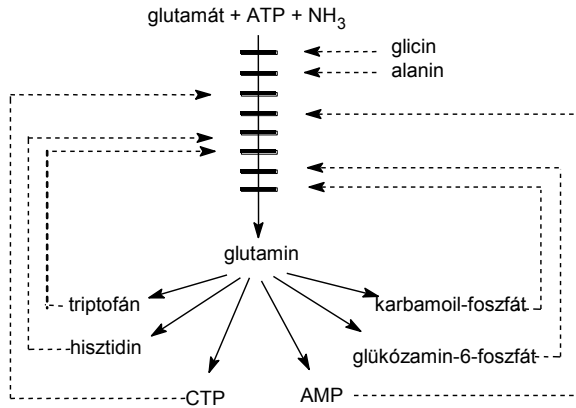 glutamát + ATP + NH₃
glicin
alanin
glutamin
triptofán
karbamoil-foszfát
hisztidin
glükózamin-6-foszfát
CTP
AMP